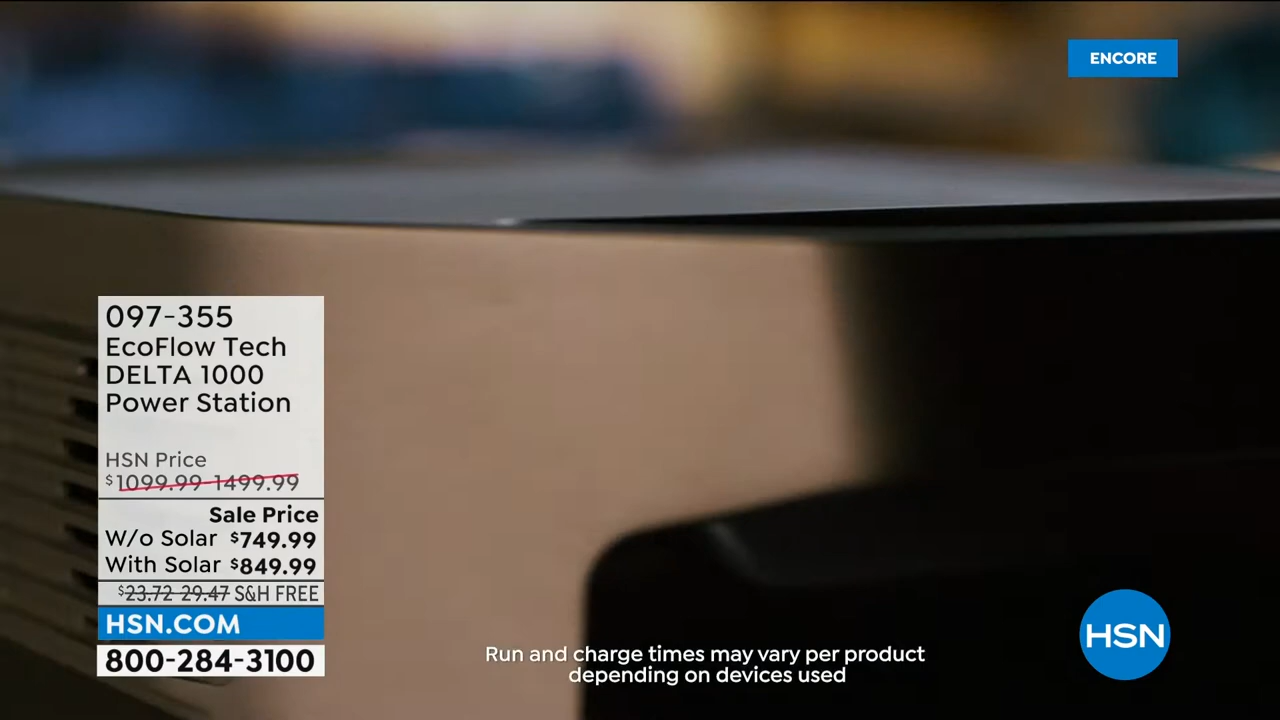 ENCORE
097-355
EcoFlow Tech
DELTA 1000
Power Station
HSN Price
$1099.99-1499.99
Sale Price
W/o Solar $749.99
With Solar $849.99
$23.72-29.47 S&H FREE
HSN.COM
800-284-3100
Run and charge times may vary per product
depending on devices used
HSN